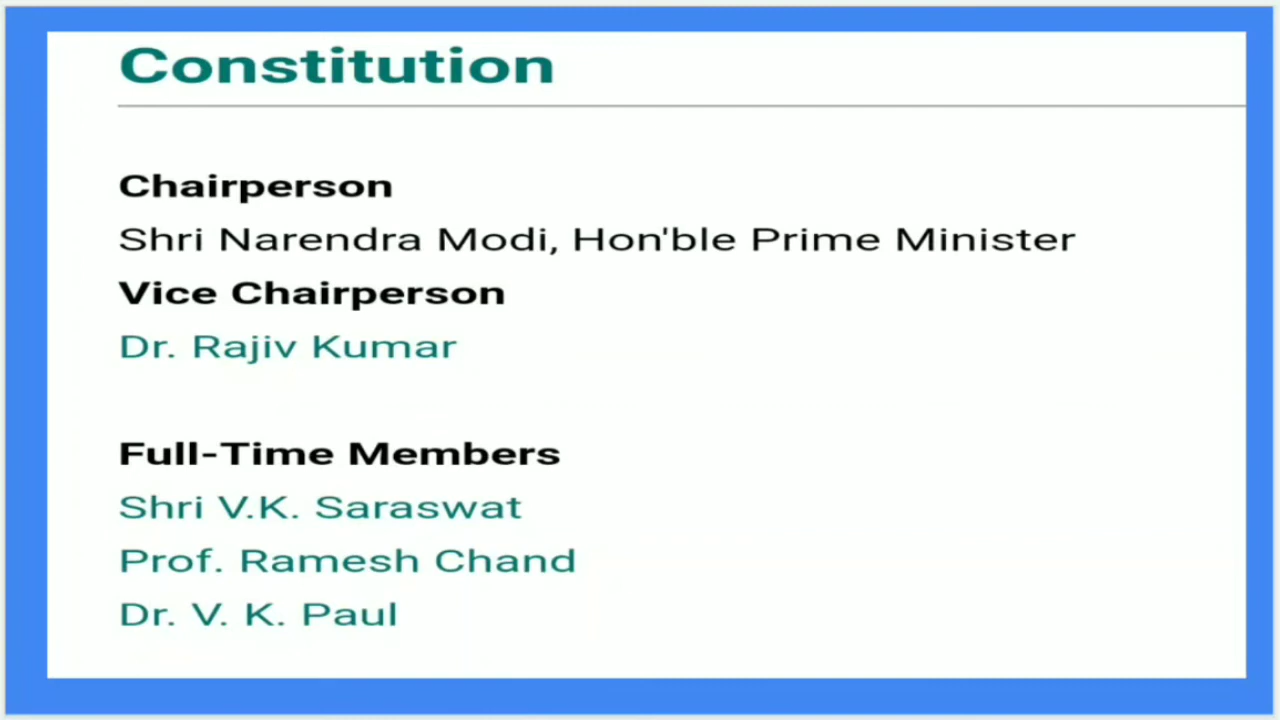 Constitution
Chairperson
Shri Narendra Modi, Hon'ble Prime Minister
Vice Chairperson
Dr. Rajiv Kumar
Full-Time Members
Shri V.K. Saraswat
Prof. Ramesh Chand
Dr. V. K. Paul